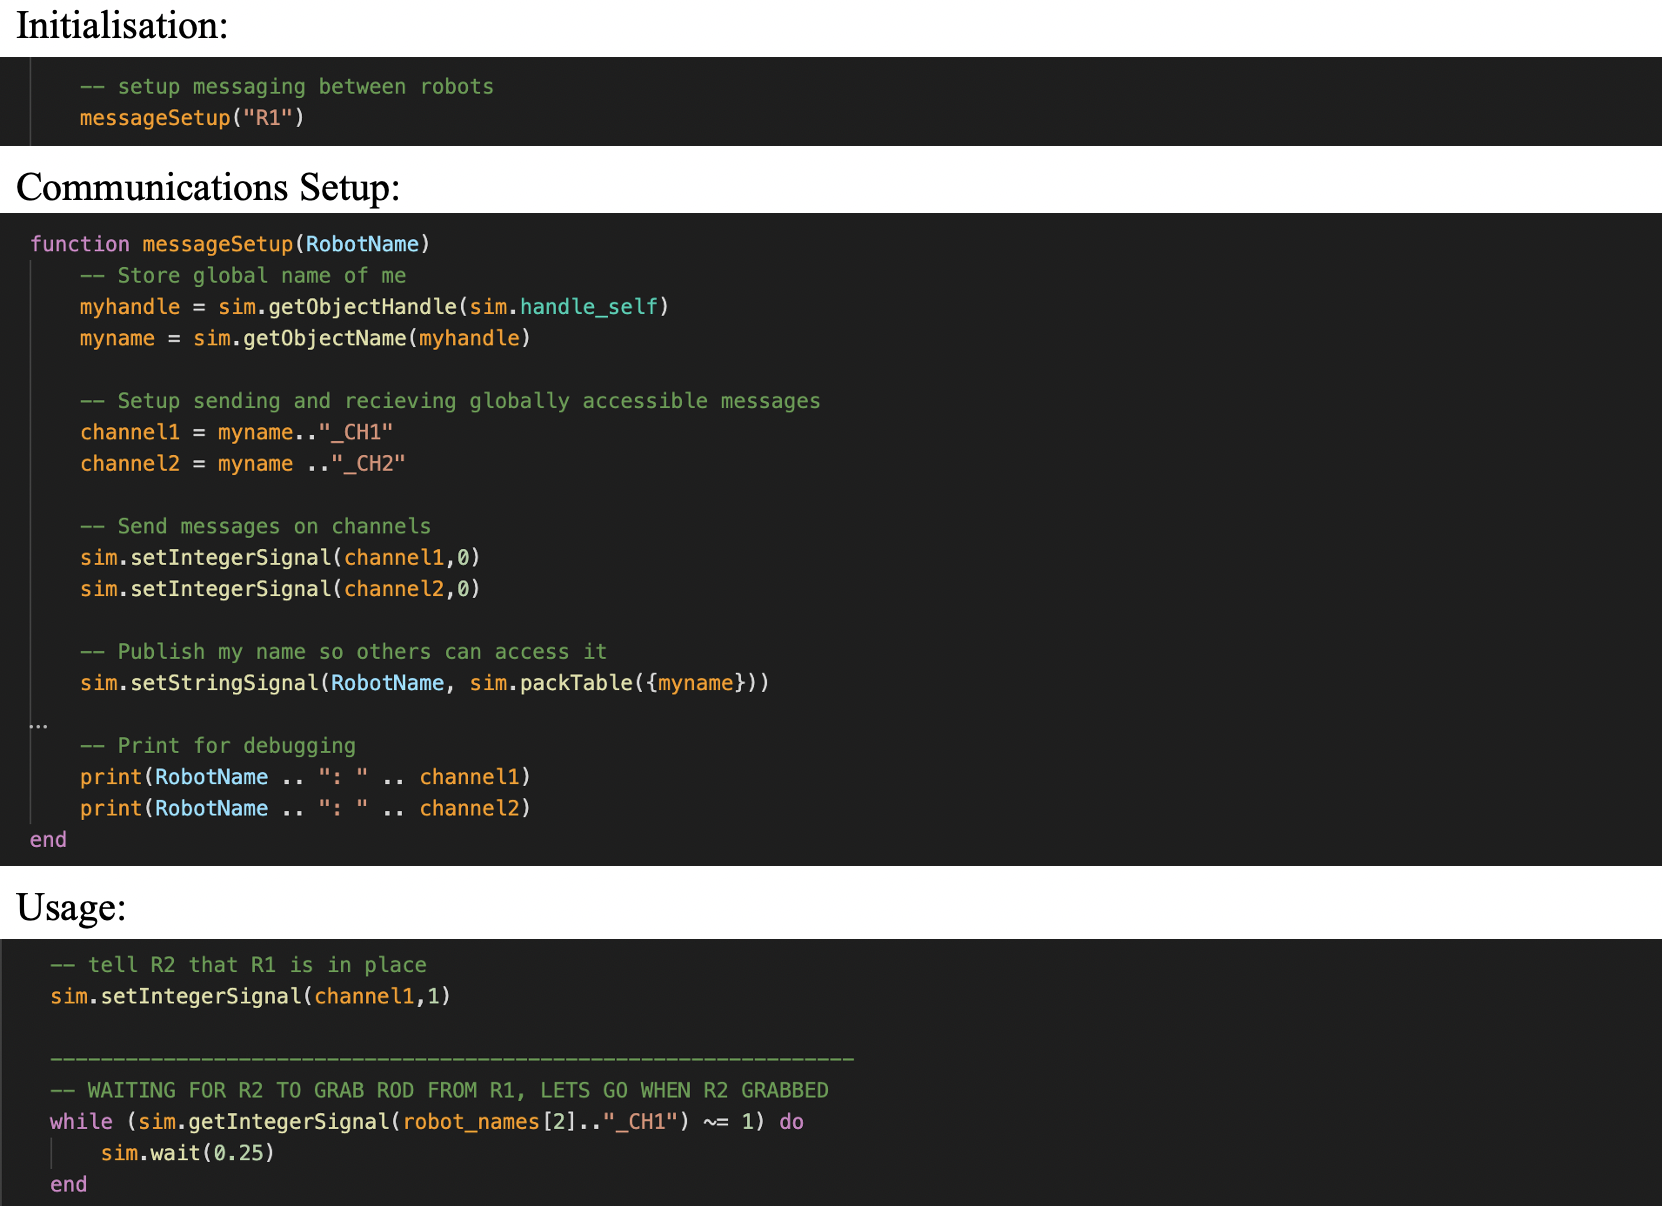 Initialisation:
-- setup messaging between robots
messageSetup("R1")
Communications Setup:
function messageSetup(RobotName)
-- Store global name of me
myhandle = sim.getObjectHandle(sim.handle_self)
myname = sim.getObjectName(myhandle)
-- Setup sending and recieving globally accessible messages
channel1 = myname.."_CH1"
channel2 = myname .."_CH2"
-- Send messages on channels
sim.setIntegerSignal(channel1,0)
sim.setIntegerSignal(channel2,0)
-- Publish my name so others can access it
sim.setStringSignal(RobotName, sim.packTable({myname}))
...
-- Print for debugging
print(RobotName .. ": " .. channel1)
print(RobotName .. ": " .. channel2)
end
Usage:
-- tell R2 that R1 is in place
sim.setIntegerSignal(channel1,1)
----------------------------------------------------------------
-- WAITING FOR R2 TO GRAB ROD FROM R1, LETS GO WHEN R2 GRABBED
while (sim.getIntegerSignal(robot_names[2].."_CH1") ~= 1) do
sim.wait(0.25)
end